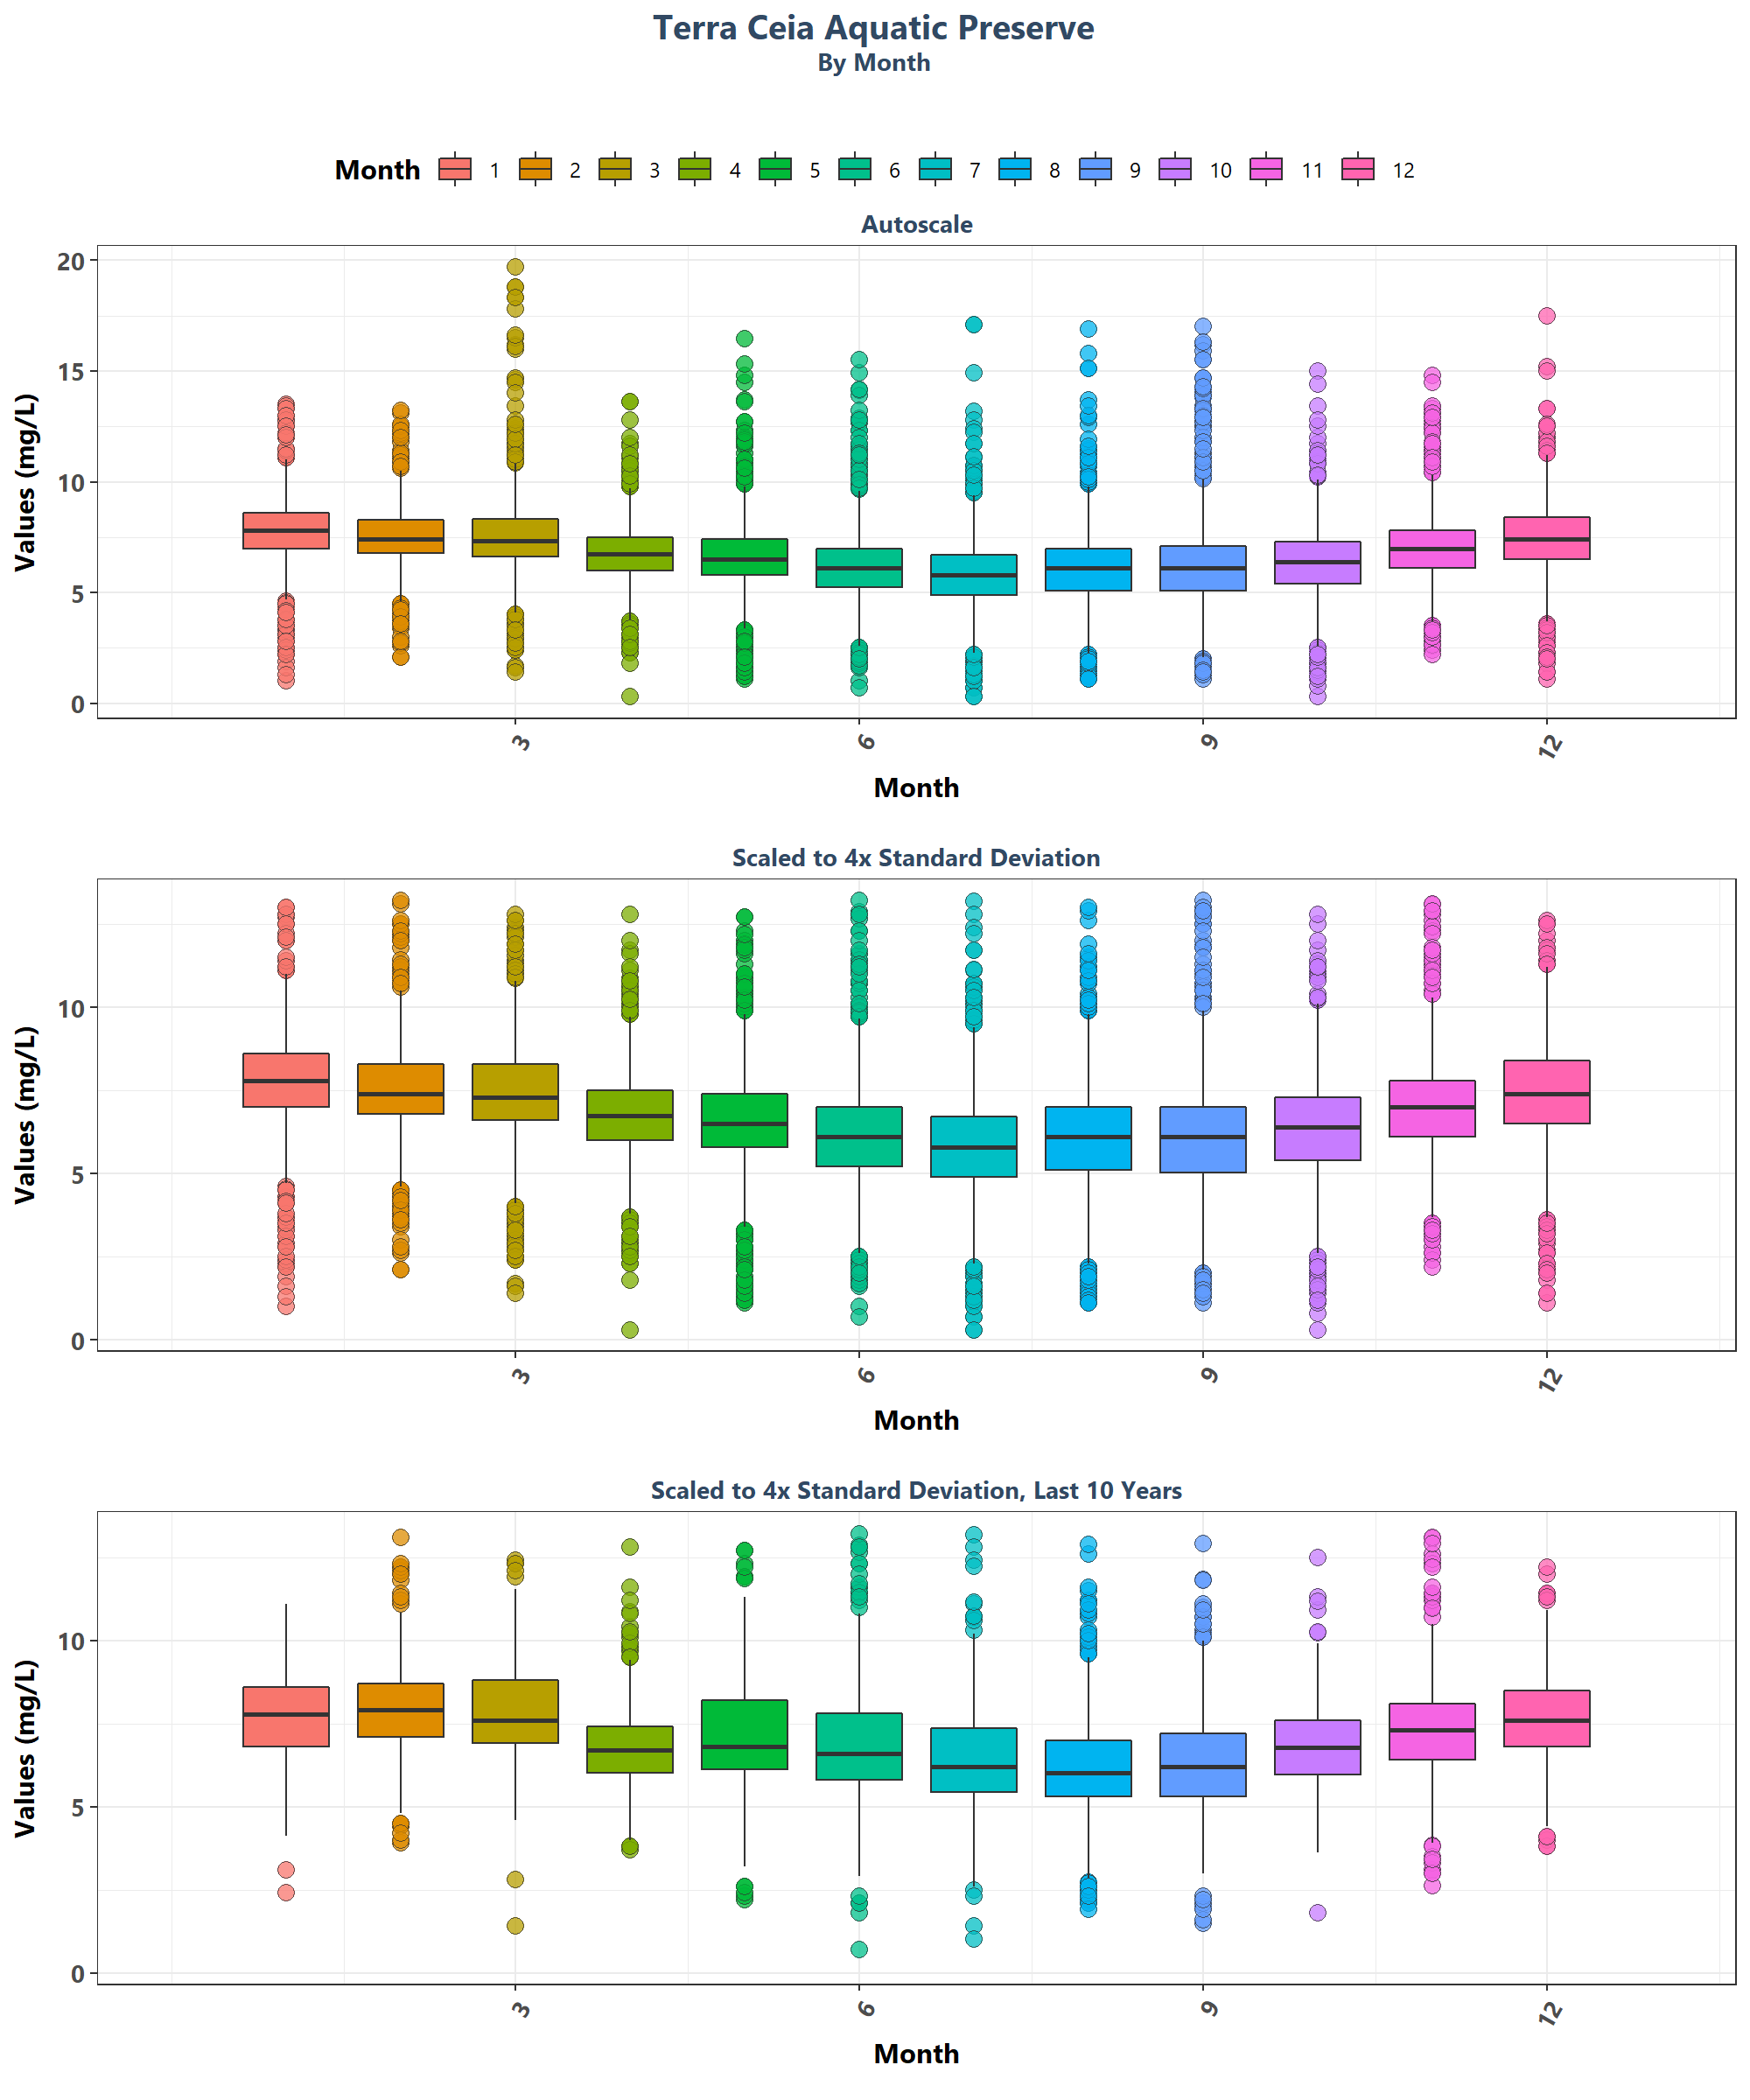 Terra Ceia Aquatic Preserve
By Month
Month 1 2 3 4 5 6 7 8 9 10 11 12
Autoscale
Values (mg/L)
20
15
10
5
0
3 6 9 12
Month
Scaled to 4x Standard Deviation
Values (mg/L)
10
5
0
3 6 9 12
Month
Scaled to 4x Standard Deviation, Last 10 Years
Values (mg/L)
10
5
0
3 6 9 12
Month